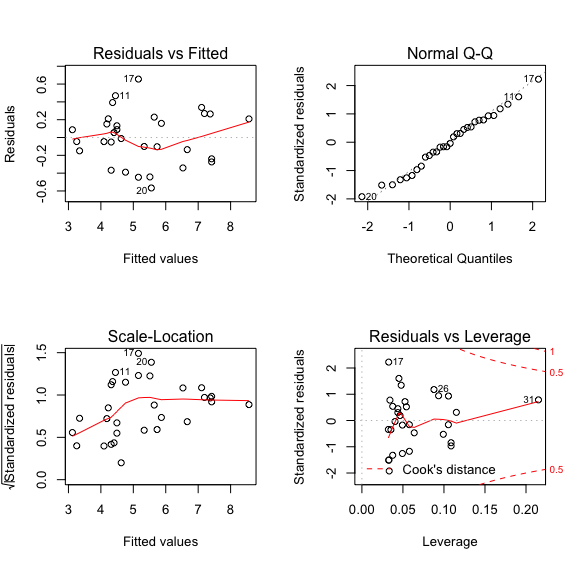 Residuals vs Fitted
Residuals
0.6
0.2
-0.2
-0.6
17
11
20
3 4 5 6 7 8
Fitted values
Normal Q-Q
Standardized residuals
2
1
0
-1
-2
17
11
20
-2 -1 0 1 2
Theoretical Quantiles
Scale-Location
√|Standardized residuals|
1.5
1.0
0.5
0.0
17
20
11
3 4 5 6 7 8
Fitted values
Residuals vs Leverage
Standardized residuals
2
1
0
-1
-2
17
26
31
1
0.5
0.5
Cook's distance
0.00 0.05 0.10 0.15 0.20
Leverage